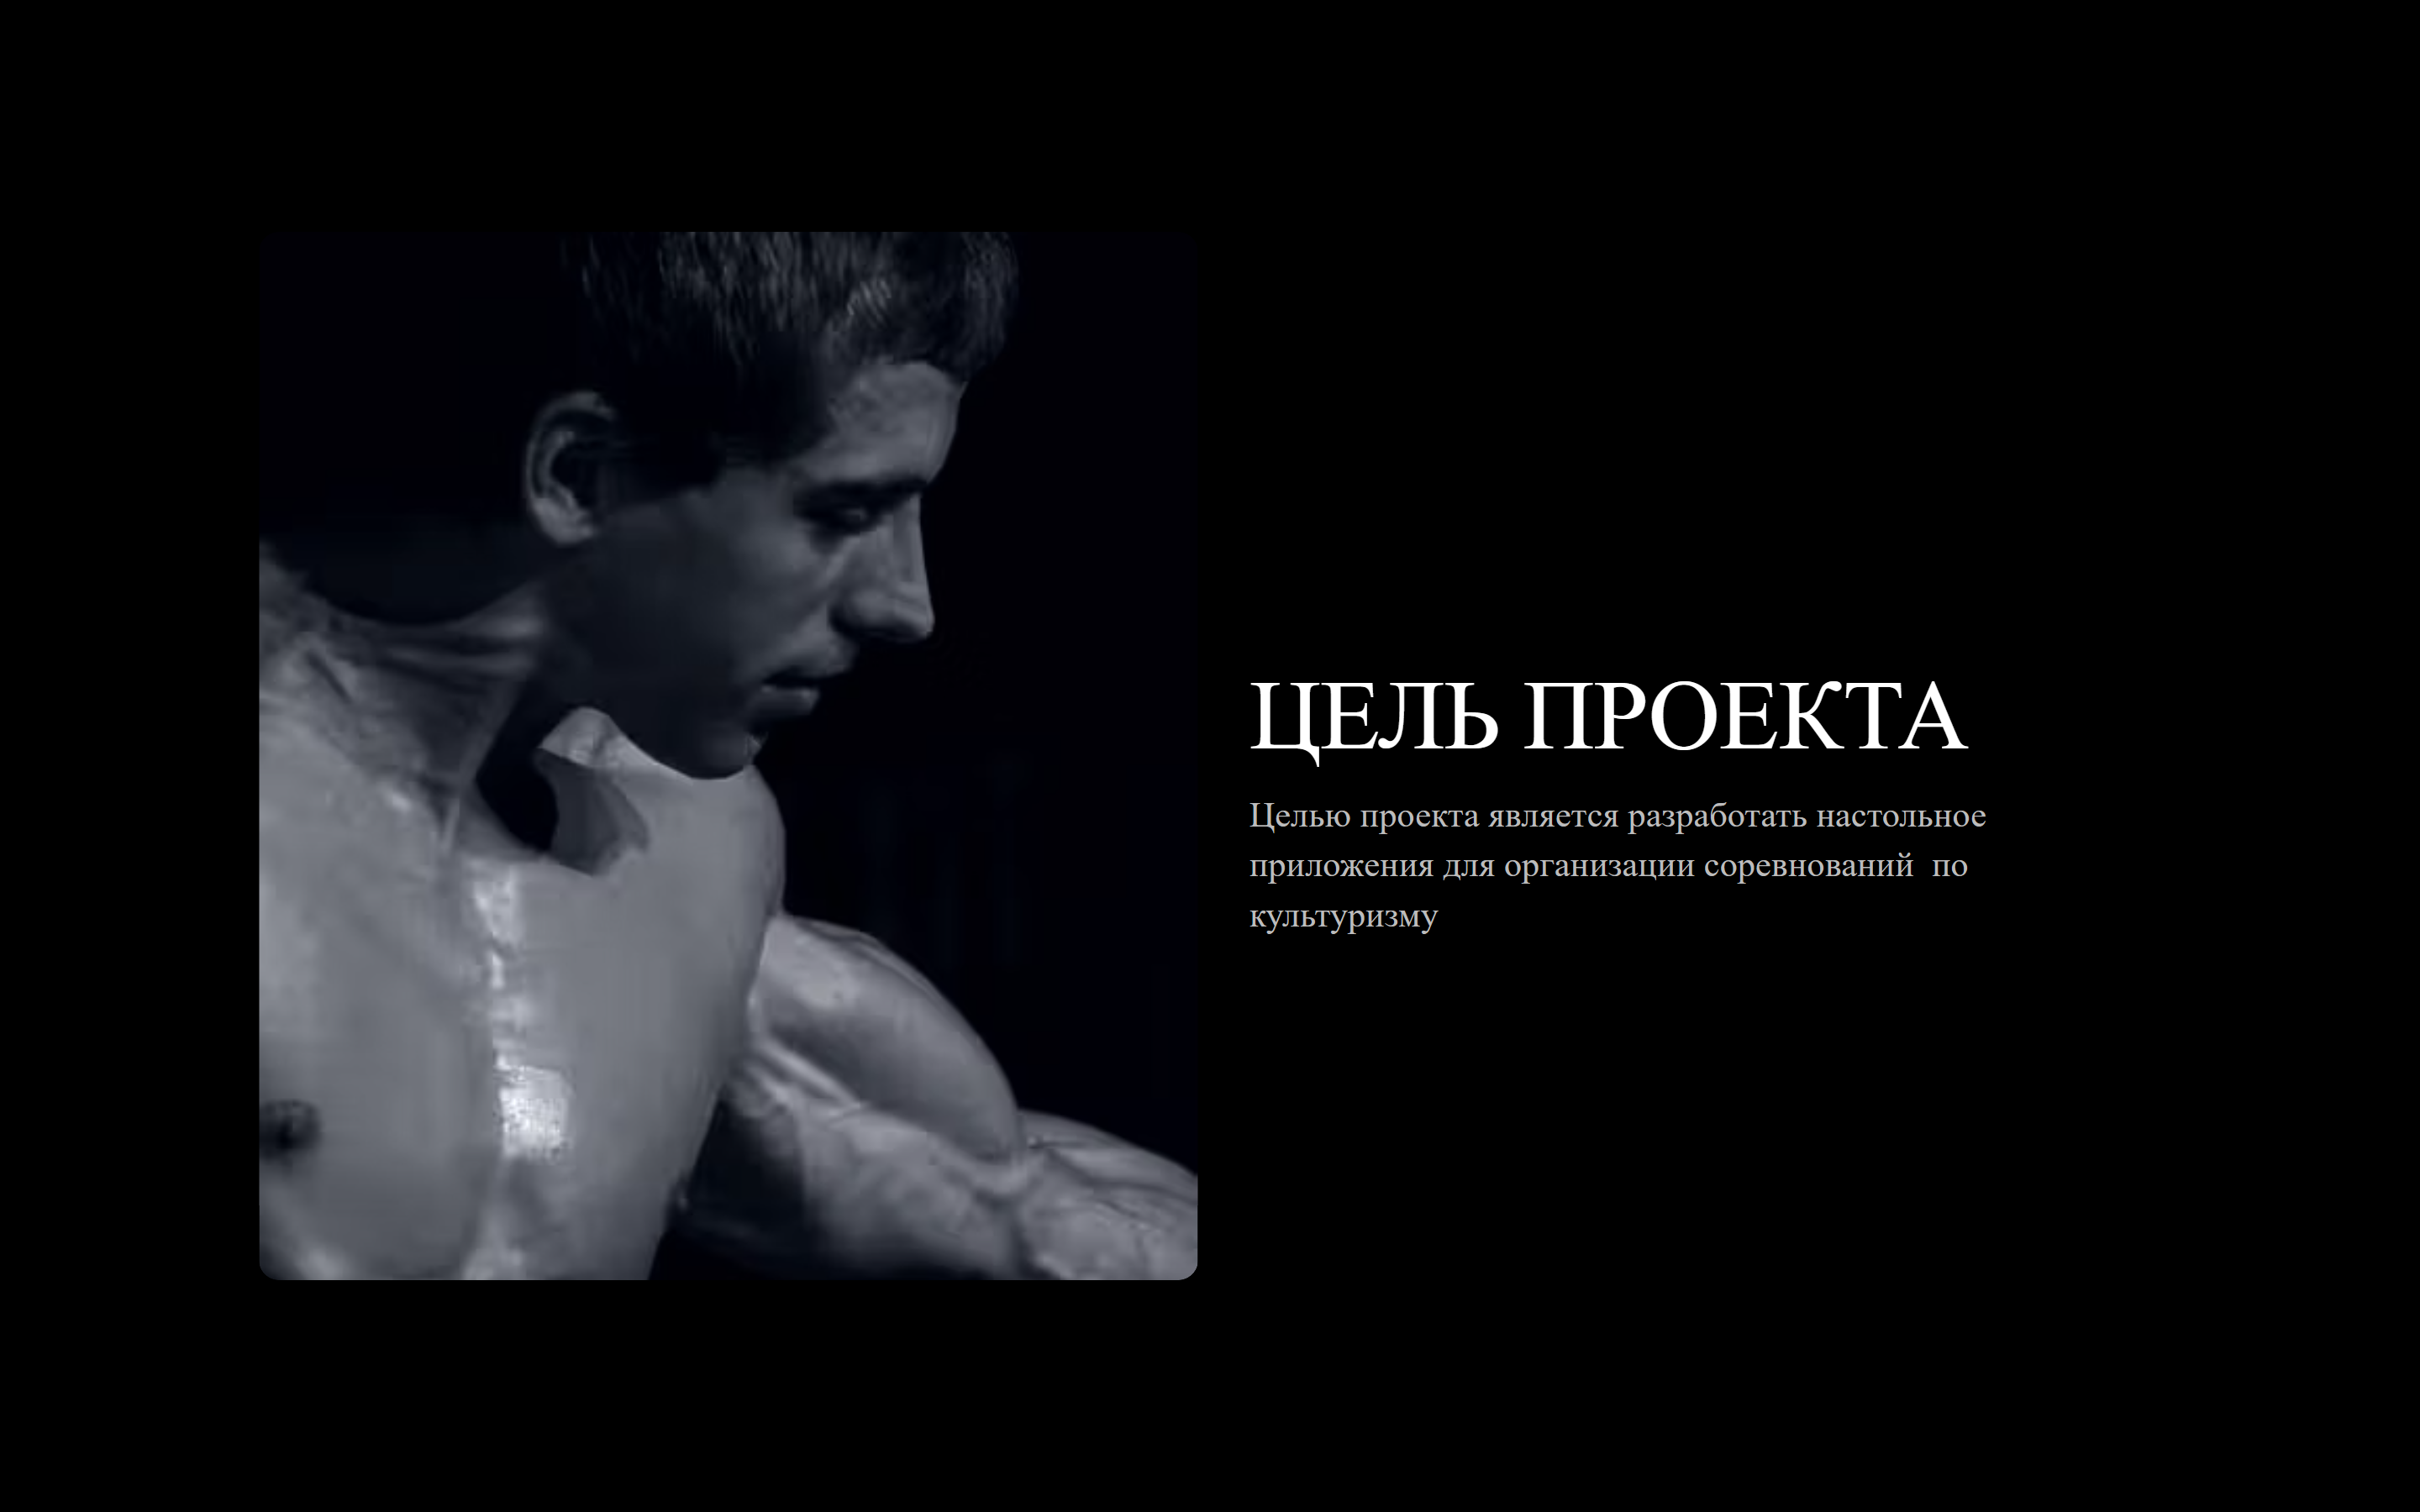 ЦЕЛЬ ПРОЕКТА
Целью проекта является разработать настольное
приложения для организации соревнований  по
культуризму